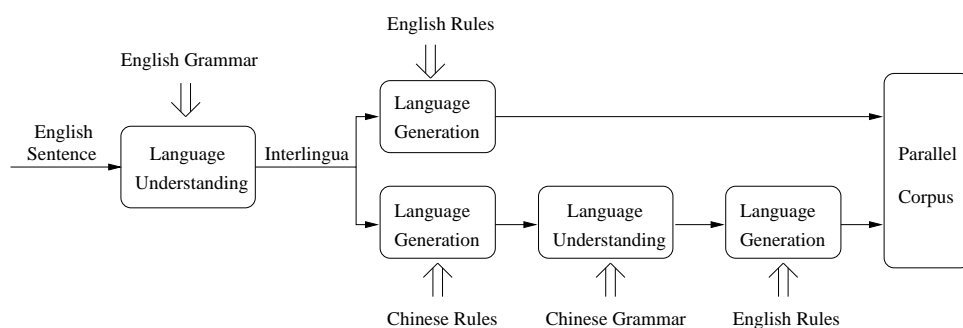 English Rules
English Grammar
Language
Generation
English
Sentence
Language
Understanding
Interlingua
Parallel
Corpus
Language
Generation
Language
Understanding
Language
Generation
Chinese Rules
Chinese Grammar
English Rules